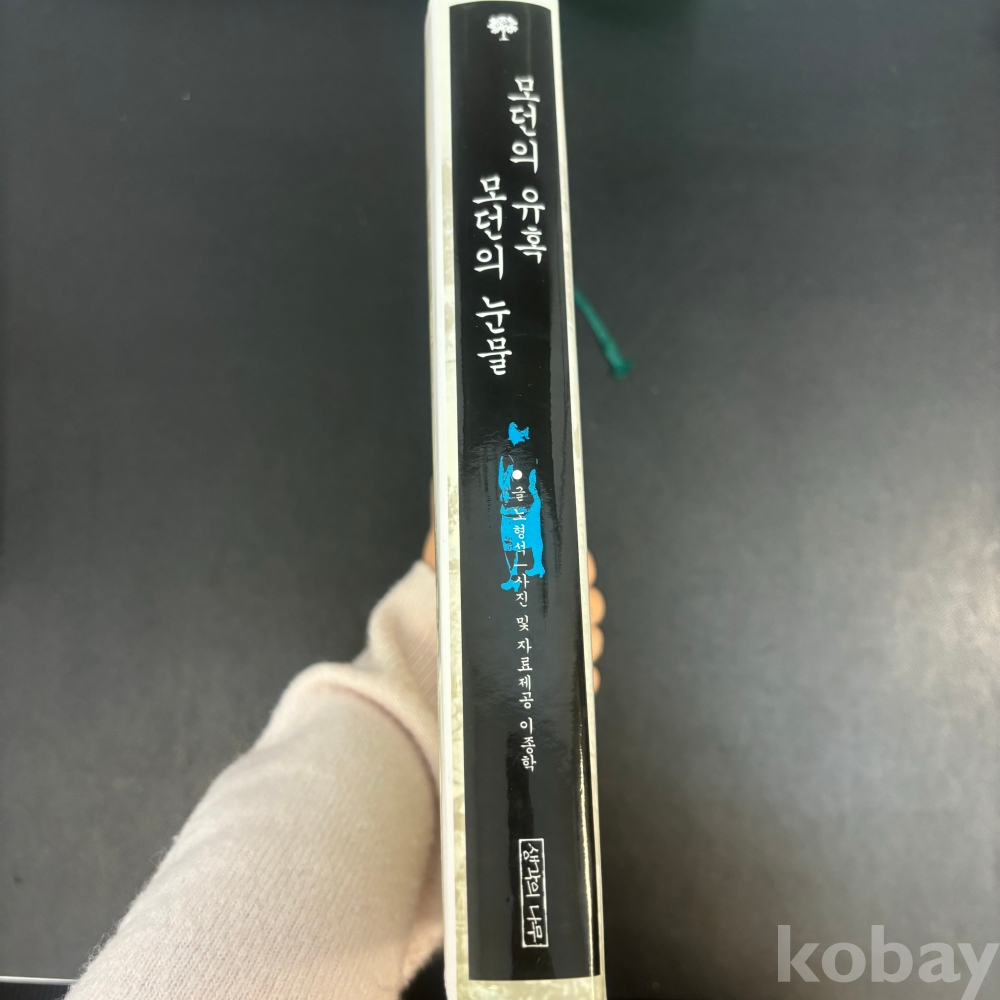 모던의 유혹
모던의 눈물
글 노형석 | 사진 및 자료제공 이종학
생각의 나무
kobay